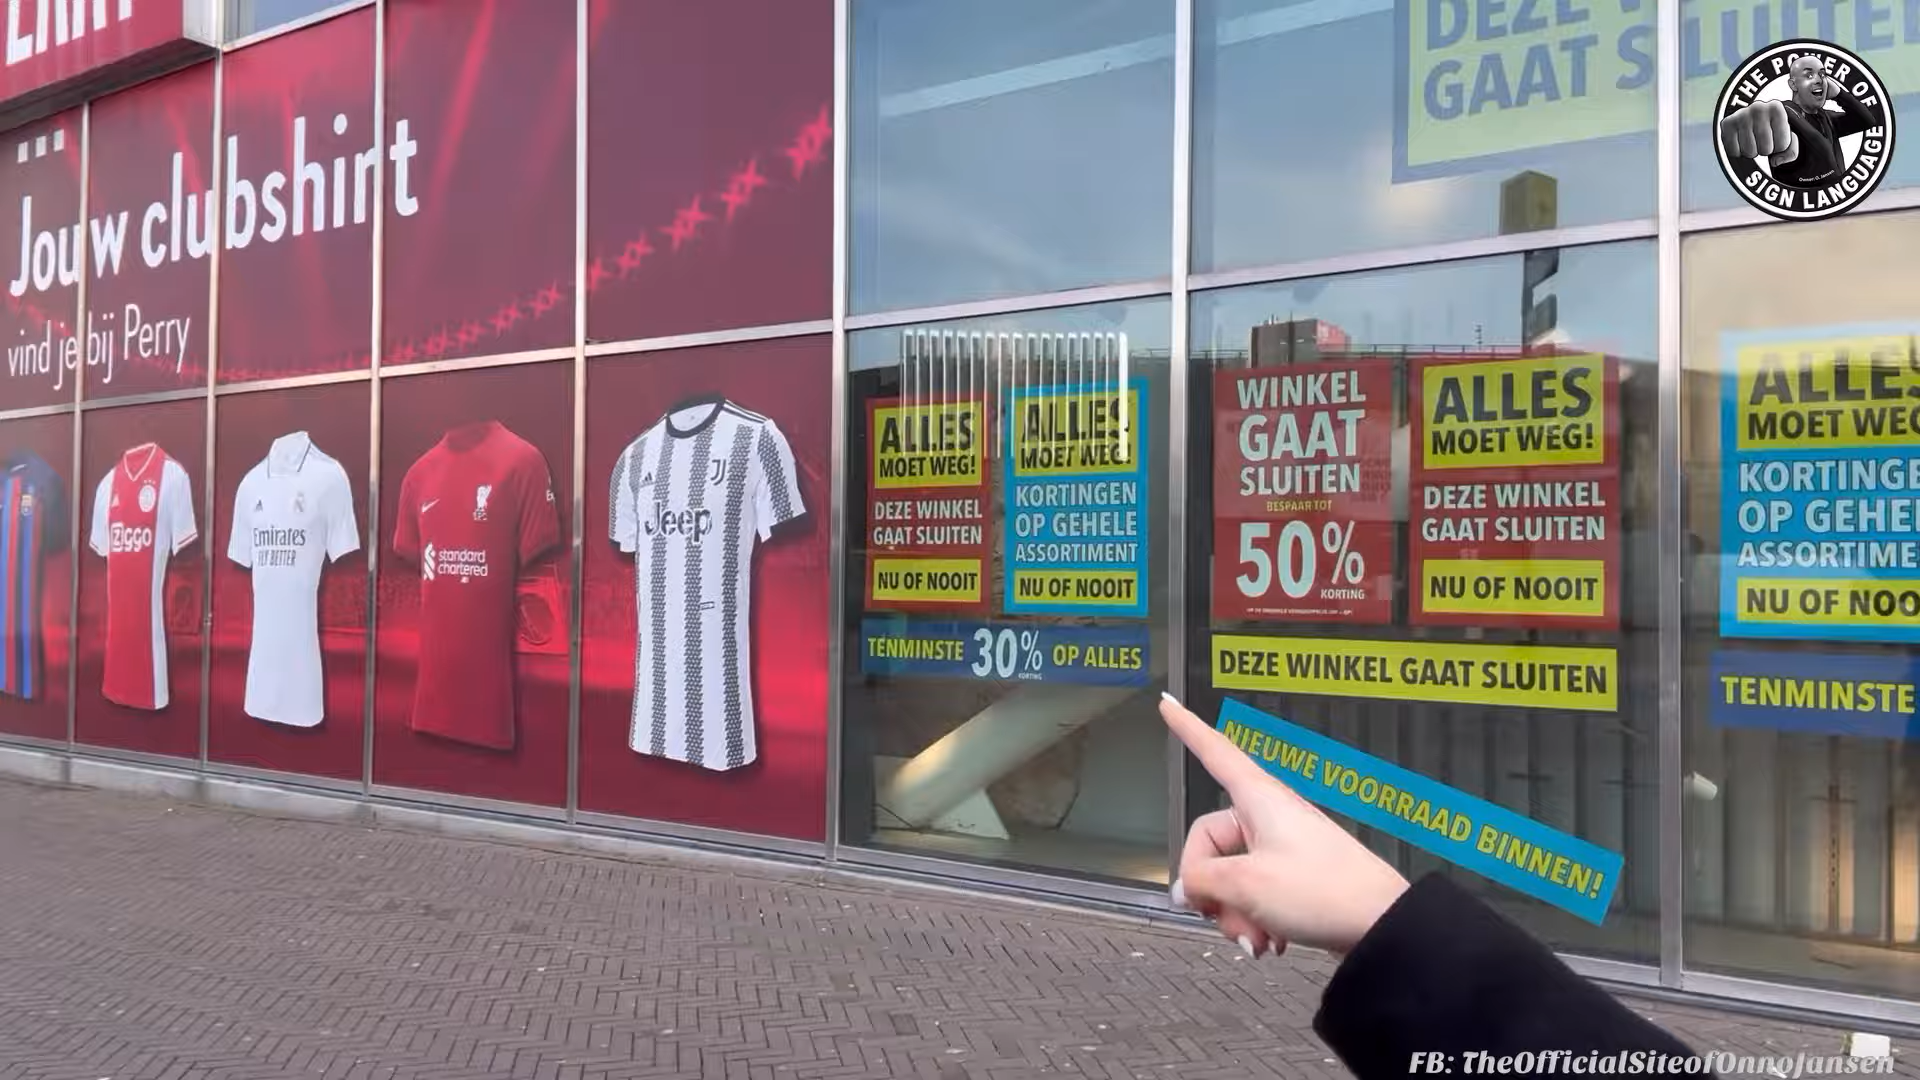 Jouw clubshirt
vind je bij Perry
Ziggo
Emirates
FLY BETTER
standard
chartered
Jeep
ALLES
MOET WEG!
DEZE WINKEL
GAAT SLUITEN
NU OF NOOIT
ALLES
MOET WEG!
KORTINGEN
OP GEHELE
ASSORTIMENT
NU OF NOOIT
TENMINSTE 30% OP ALLES
KORTING
GAAT SLUITE
WINKEL
GAAT
SLUITEN
BESPAAR TOT
50%
KORTING
ALLES
MOET WEG!
DEZE WINKEL
GAAT SLUITEN
NU OF NOOIT
DEZE WINKEL GAAT SLUITEN
NIEUWE VOORRAAD BINNEN!
ALLES
MOET WEG
KORTINGE
OP GEHEL
ASSORTIME
NU OF NOO
TENMINSTE
THE POWER OF
SIGN LANGUAGE
FB: TheOfficialSiteofOnnoJansen